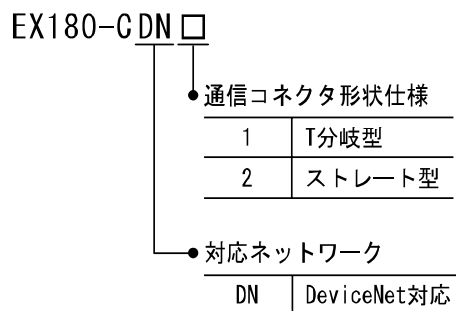 EX180-CDN□
通信コネクタ形状仕様
1 T分岐型
2 ストレート型
対応ネットワーク
DN DeviceNet対応